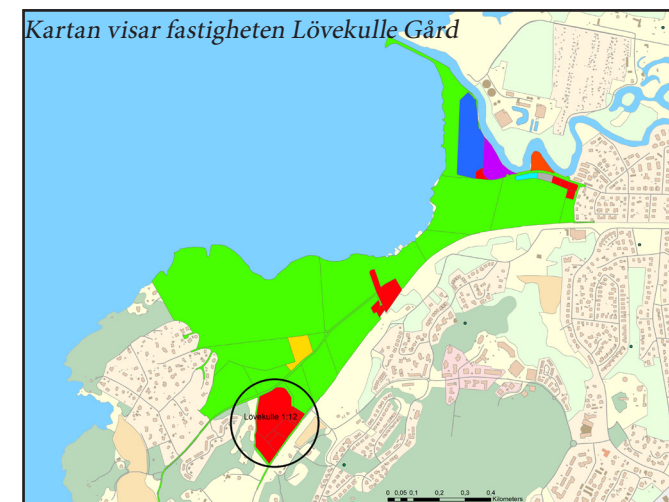 Kartan visar fastigheten Lövekulle Gård
Lövekulle 1:12
0 0,05 0,1 0,2 0,3 0,4
Kilometers